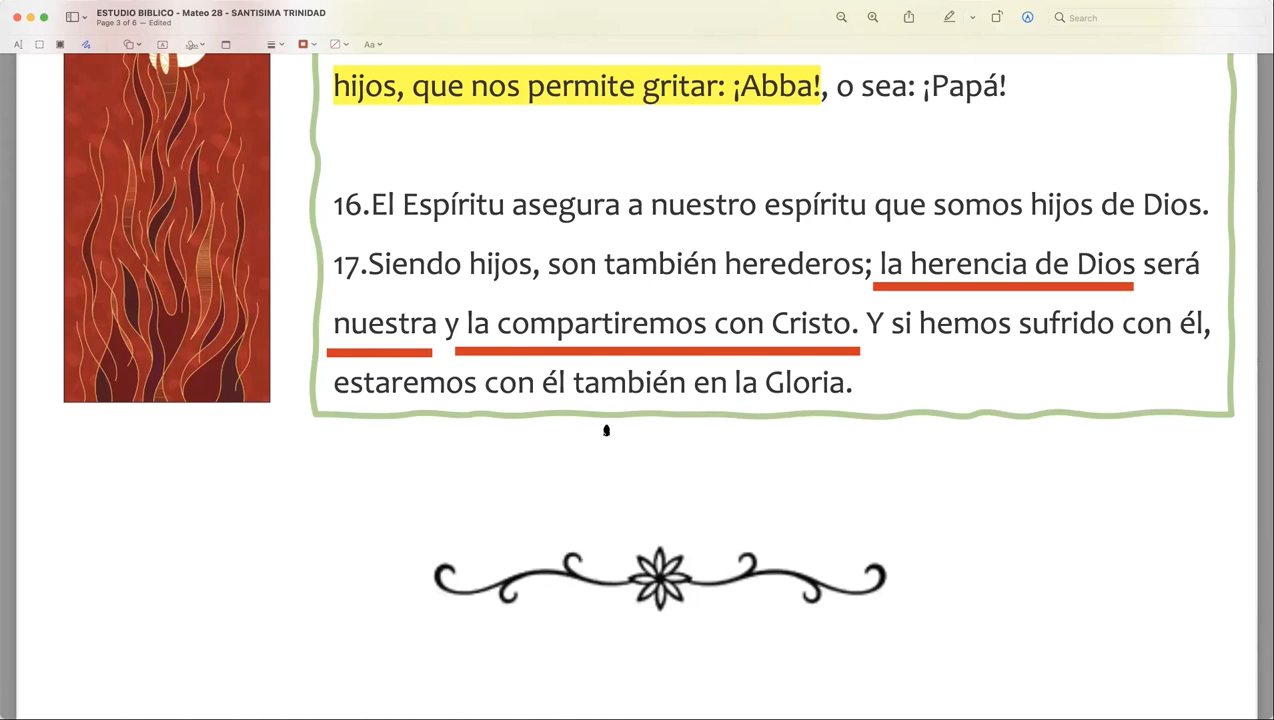 ESTUDIO BIBLICO - Mateo 28 - SANTISIMA TRINIDAD
Page 3 of 6 — Edited
Search
Aa
hijos, que nos permite gritar: ¡Abba!, o sea: ¡Papá!
16.El Espíritu asegura a nuestro espíritu que somos hijos de Dios.
17.Siendo hijos, son también herederos; la herencia de Dios será
nuestra y la compartiremos con Cristo. Y si hemos sufrido con él,
estaremos con él también en la Gloria.